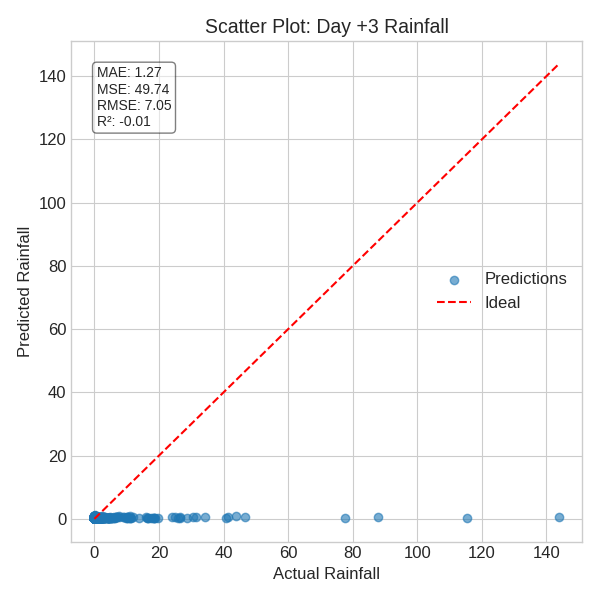 Scatter Plot: Day +3 Rainfall
MAE: 1.27
MSE: 49.74
RMSE: 7.05
R²: -0.01
140
120
100
80
60
40
20
0
Predicted Rainfall
Predictions
Ideal
0 20 40 60 80 100 120 140
Actual Rainfall